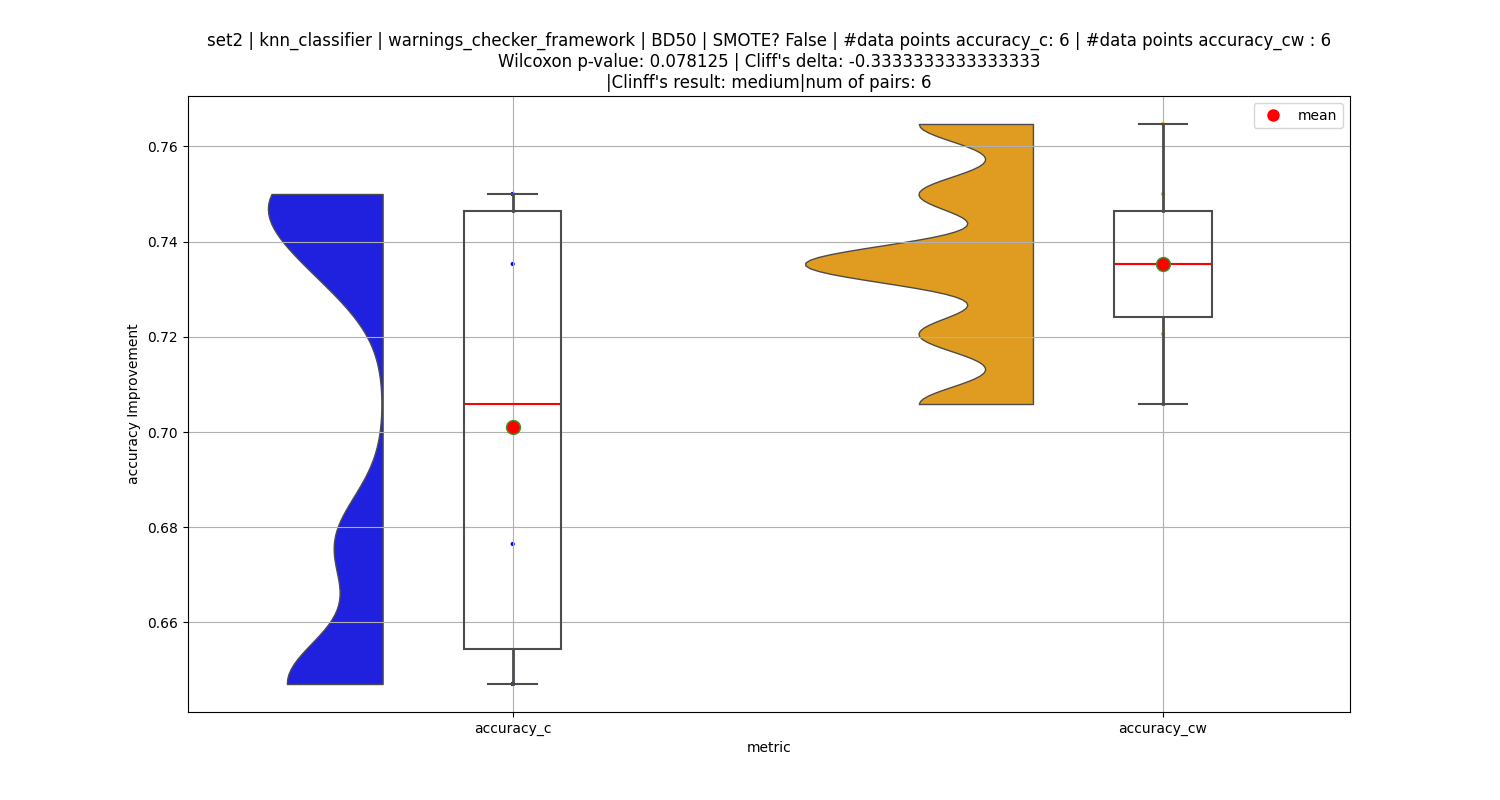 set2 | knn_classifier | warnings_checker_framework | BD50 | SMOTE? False | #data points accuracy_c: 6 | #data points accuracy_cw : 6
Wilcoxon p-value: 0.078125 | Cliff's delta: -0.3333333333333333
|Clinff's result: medium|num of pairs: 6
mean
0.76
0.74
0.72
0.70
0.68
0.66
accuracy Improvement
accuracy_c
accuracy_cw
metric